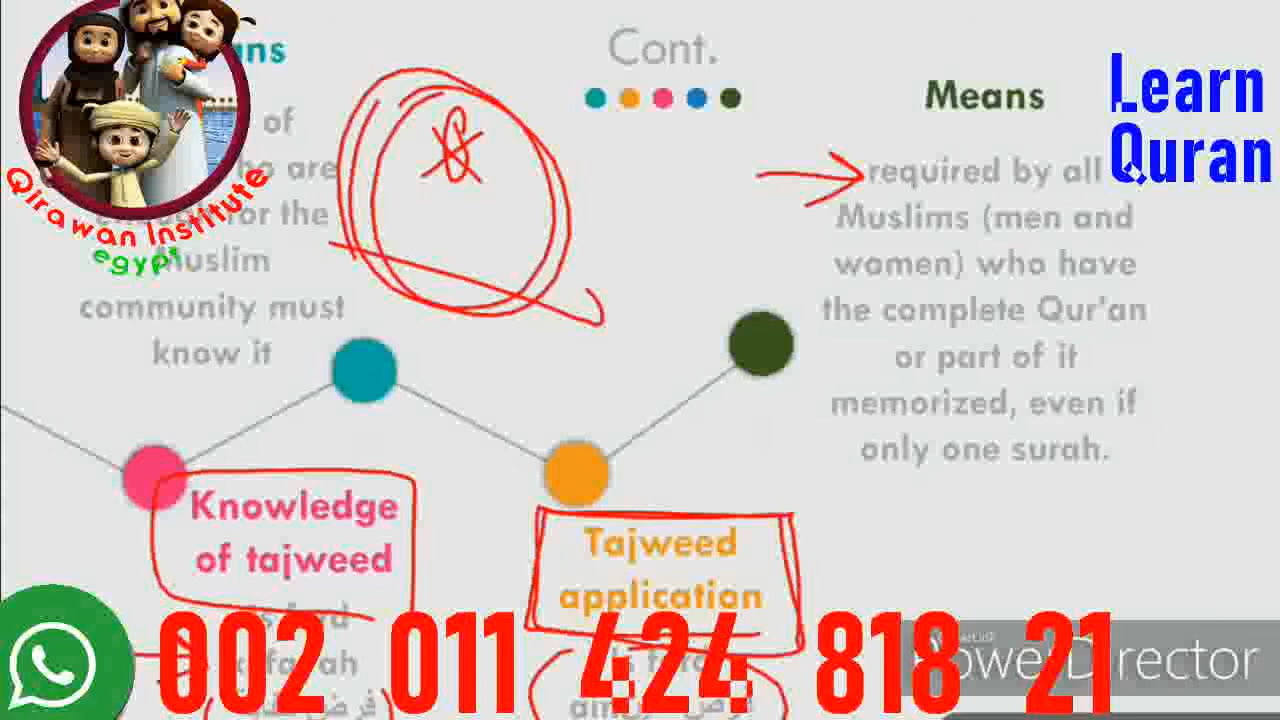 Cont.
Means
Learn
Quran
of
who are
for the
Muslim
community must
know it
required by all
Muslims (men and
women) who have
the complete Qur'an
or part of it
memorized, even if
only one surah.
Qirawan Institute
egypt
Knowledge
of tajweed
Tajweed
application
002 011 424 818 21
PowerDirector